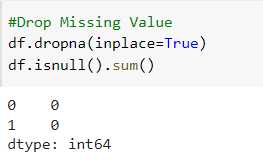 #Drop Missing Value
df.dropna(inplace=True)
df.isnull().sum()
0    0
1    0
dtype: int64